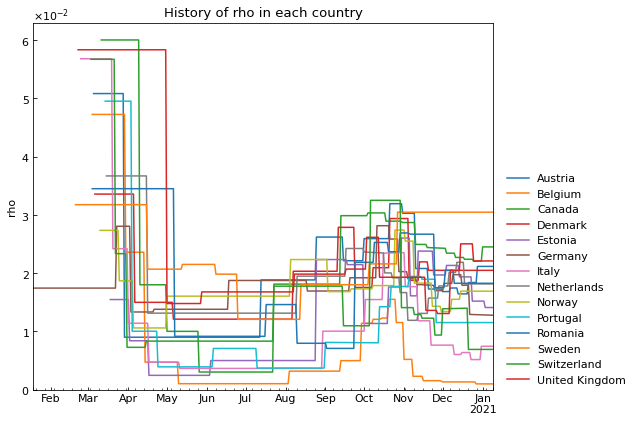 History of rho in each country
×10⁻²
6
5
4
3
2
1
0
rho
Feb Mar Apr May Jun Jul Aug Sep Oct Nov Dec Jan
2021
Austria
Belgium
Canada
Denmark
Estonia
Germany
Italy
Netherlands
Norway
Portugal
Romania
Sweden
Switzerland
United Kingdom